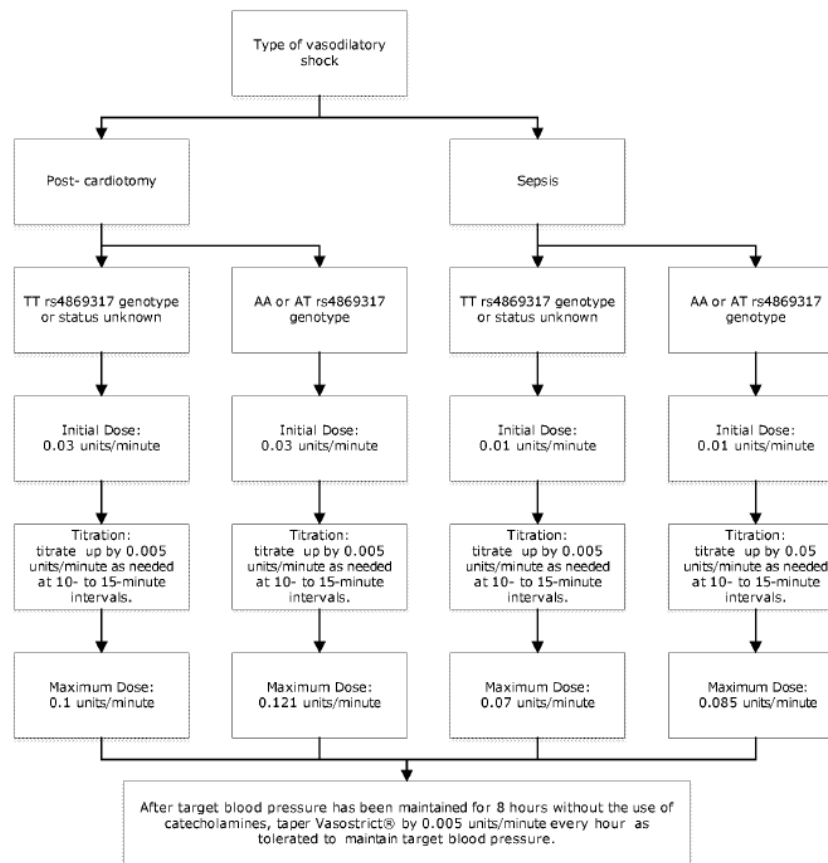 Type of vasodilatory
shock
Post- cardiotomy
Sepsis
TT rs4869317 genotype
or status unknown
AA or AT rs4869317
genotype
TT rs4869317 genotype
or status unknown
AA or AT rs4869317
genotype
Initial Dose:
0.03 units/minute
Initial Dose:
0.03 units/minute
Initial Dose:
0.01 units/minute
Initial Dose:
0.01 units/minute
Titration:
titrate up by 0.005
units/minute as needed
at 10- to 15-minute
intervals.
Titration:
titrate up by 0.005
units/minute as needed
at 10- to 15-minute
intervals.
Titration:
titrate up by 0.005
units/minute as needed
at 10- to 15-minute
intervals.
Titration:
titrate up by 0.05
units/minute as needed
at 10- to 15-minute
intervals.
Maximum Dose:
0.1 units/minute
Maximum Dose:
0.121 units/minute
Maximum Dose:
0.07 units/minute
Maximum Dose:
0.085 units/minute
After target blood pressure has been maintained for 8 hours without the use of
catecholamines, taper Vasostrict® by 0.005 units/minute every hour as
tolerated to maintain target blood pressure.